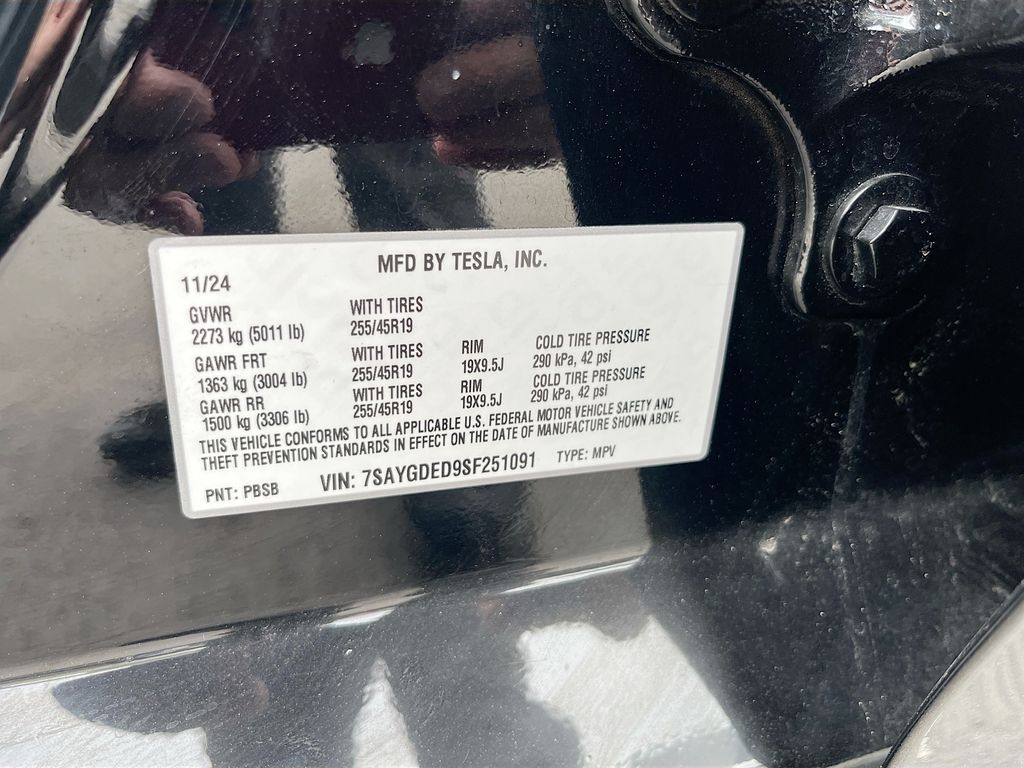 MFD BY TESLA, INC.
11/24
GVWR WITH TIRES
2273 kg (5011 lb) 255/45R19
GAWR FRT WITH TIRES RIM COLD TIRE PRESSURE
1363 kg (3004 lb) 255/45R19 19X9.5J 290 kPa, 42 psi
GAWR RR WITH TIRES RIM COLD TIRE PRESSURE
1500 kg (3306 lb) 255/45R19 19X9.5J 290 kPa, 42 psi
THIS VEHICLE CONFORMS TO ALL APPLICABLE U.S. FEDERAL MOTOR VEHICLE SAFETY AND
THEFT PREVENTION STANDARDS IN EFFECT ON THE DATE OF MANUFACTURE SHOWN ABOVE.
PNT: PBSB VIN: 7SAYGDED9SF251091 TYPE: MPV